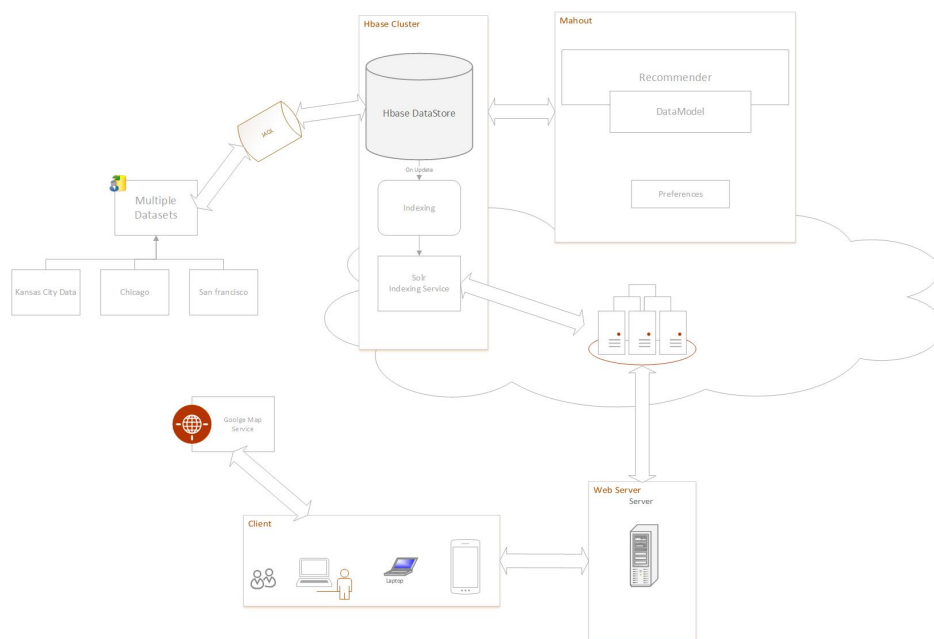 Hbase Cluster
Mahout
Hbase DataStore
Recommender
DataModel
JAQL
On Update
Multiple
Datasets
Indexing
Preferences
Kansas City Data
Chicago
San francisco
Solr
Indexing Service
Goolge Map
Service
Web Server
Server
Client
Laptop